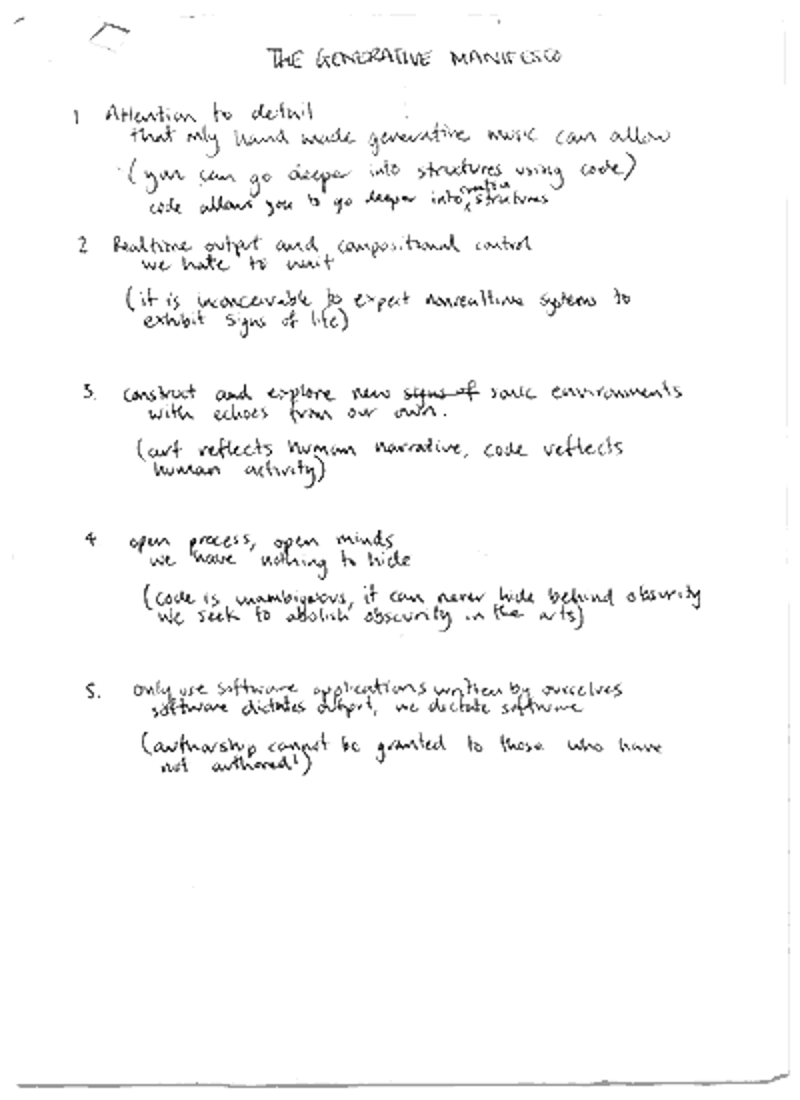 THE GENERATIVE MANIFESTO
1 Attention to detail
that only hand made generative music can allow
(you can go deeper into structures using code)
code allows you to go deeper into creative structures
2 Realtime output and compositional control
we hate to wait
(it is inconceivable to expect nonrealtime systems to
exhibit signs of life)
3. construct and explore new signs of sonic environments
with echoes from our own.
(art reflects human narrative, code reflects
human activity)
4 open process, open minds
we have nothing to hide
(code is unambiguous, it can never hide behind obscurity
we seek to abolish obscurity in the arts)
5. only use software applications written by ourselves
software dictates output, we dictate software
(authorship cannot be granted to those who have
not authored!)